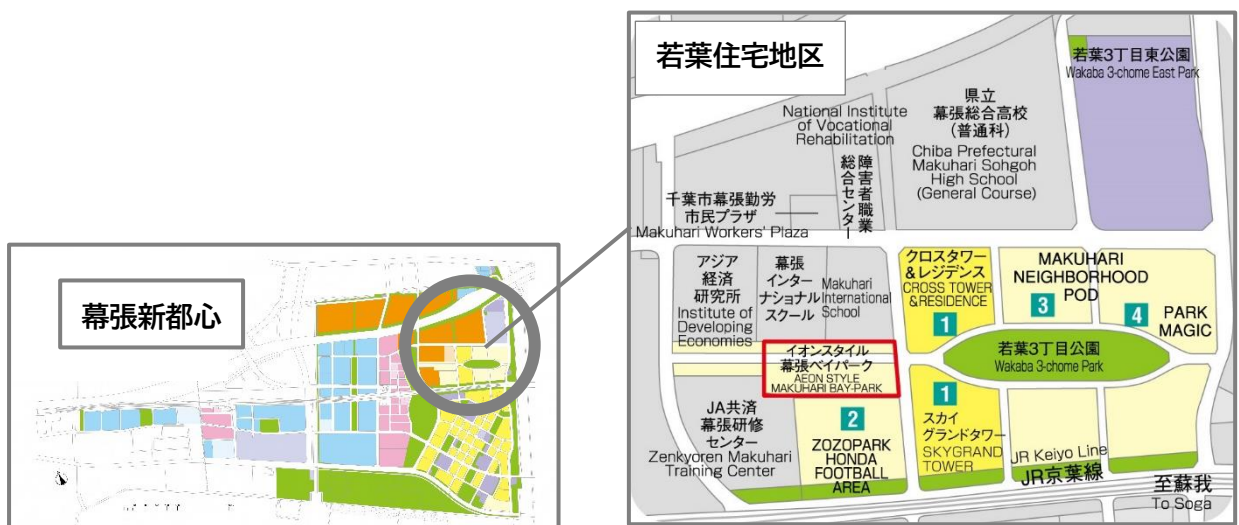 幕張新都心
若葉住宅地区
若葉3丁目東公園
Wakaba 3-chome East Park
National Institute
of Vocational
Rehabilitation
障害者職業
総合センター
県立
幕張総合高校
(普通科)
Chiba Prefectural
Makuhari Sohgoh
High School
(General Course)
千葉市幕張勤労
市民プラザ
Makuhari Workers' Plaza
アジア
経済
研究所
Institute of
Developing
Economies
幕張
インター
ナショナル
スクール
Makuhari
International
School
クロスタワー
&レジデンス
CROSS TOWER
&RESIDENCE
1
MAKUHARI
NEIGHBORHOOD
POD
3
4
PARK
MAGIC
イオンスタイル
幕張ベイパーク
AEON STYLE
MAKUHARI BAY-PARK
若葉3丁目公園
Wakaba 3-chome Park
JA共済
幕張研修
センター
Zenkyoren Makuhari
Training Center
2
ZOZOPARK
HONDA
FOOTBALL
AREA
1
スカイ
グランドタワー
SKYGRAND
TOWER
JR Keiyo Line
JR京葉線
至蘇我
To Soga